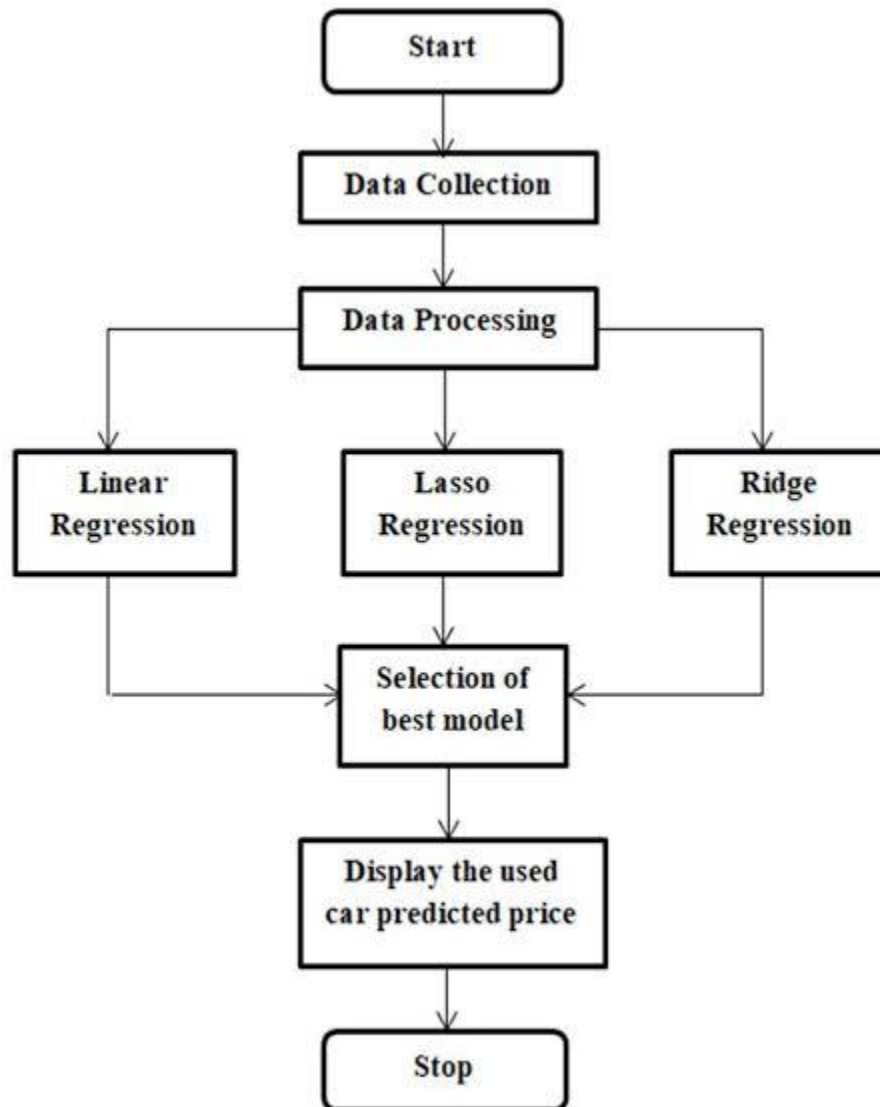 Start
Data Collection
Data Processing
Linear
Regression
Lasso
Regression
Ridge
Regression
Selection of
best model
Display the used
car predicted price
Stop